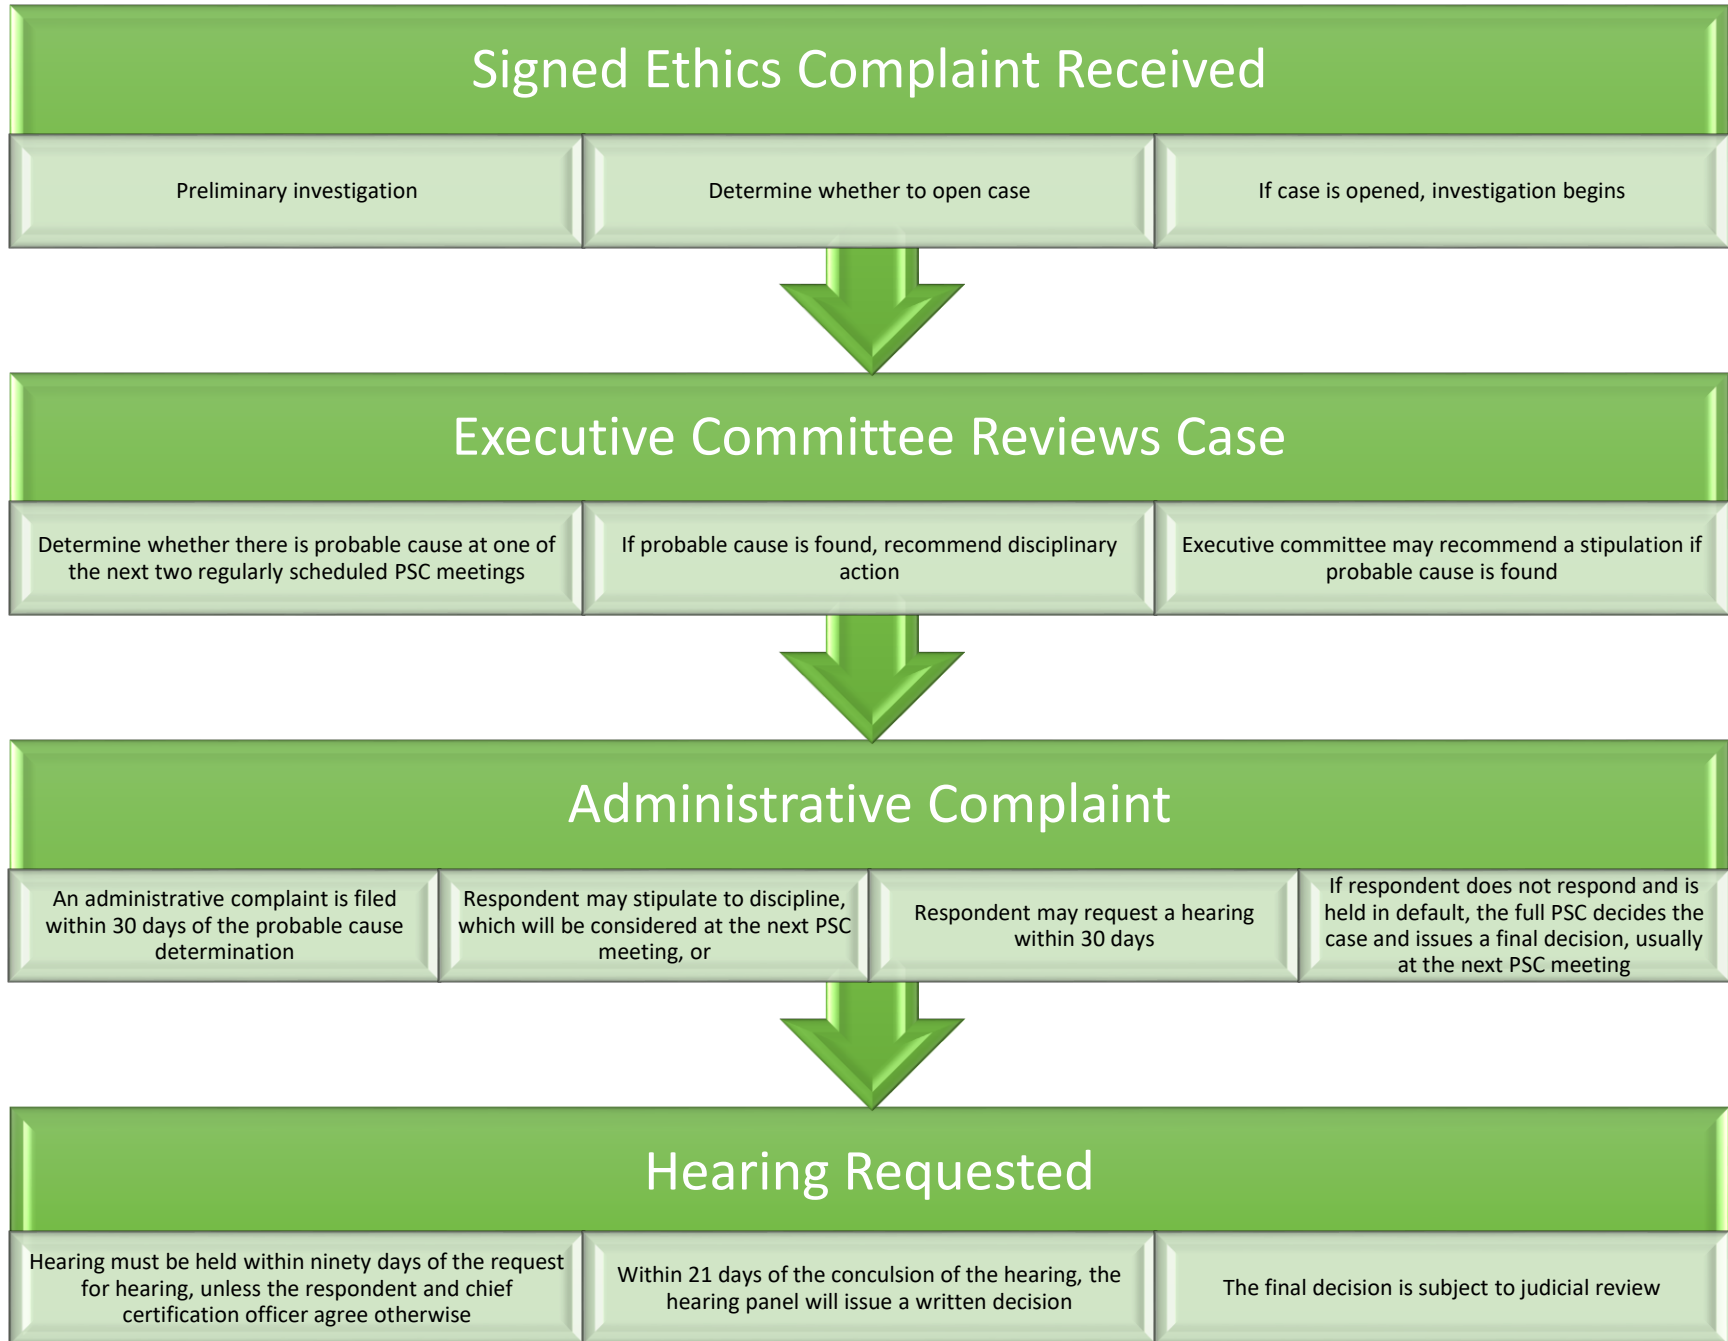 Signed Ethics Complaint Received
Preliminary investigation
Determine whether to open case
If case is opened, investigation begins
Executive Committee Reviews Case
Determine whether there is probable cause at one of
the next two regularly scheduled PSC meetings
If probable cause is found, recommend disciplinary
action
Executive committee may recommend a stipulation if
probable cause is found
Administrative Complaint
An administrative complaint is filed
within 30 days of the probable cause
determination
Respondent may stipulate to discipline,
which will be considered at the next PSC
meeting, or
Respondent may request a hearing
within 30 days
If respondent does not respond and is
held in default, the full PSC decides the
case and issues a final decision, usually
at the next PSC meeting
Hearing Requested
Hearing must be held within ninety days of the request
for hearing, unless the respondent and chief
certification officer agree otherwise
Within 21 days of the conculsion of the hearing, the
hearing panel will issue a written decision
The final decision is subject to judicial review